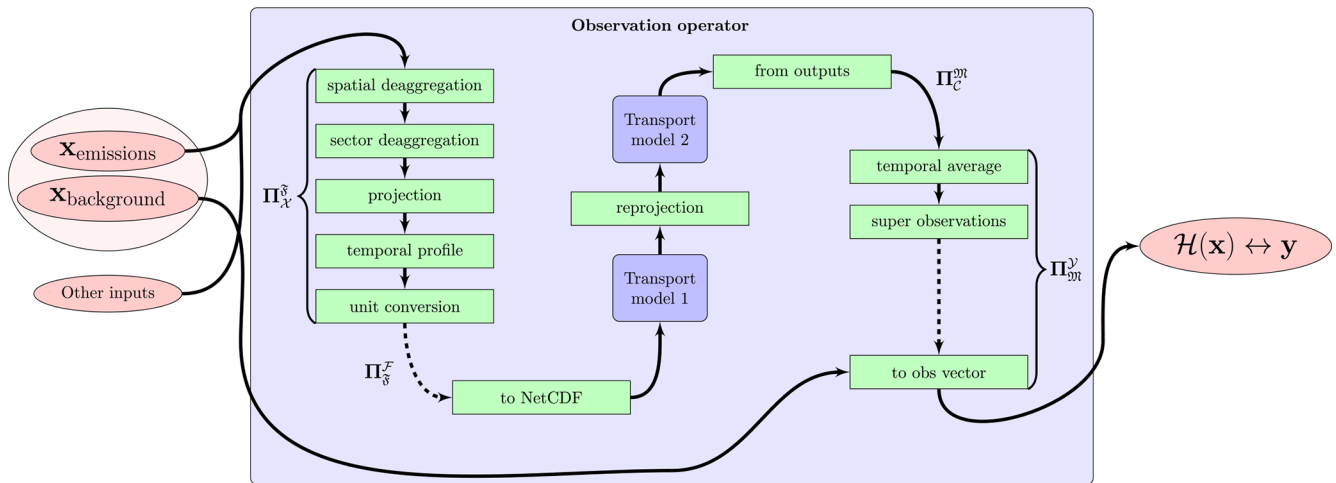 Observation operator
x_emissions
x_background
Other inputs
spatial deaggregation
sector deaggregation
projection
temporal profile
unit conversion
Π_𝒳^𝔉
Π_𝔉^ℱ
to NetCDF
Transport
model 1
reprojection
Transport
model 2
from outputs
Π_𝒞^𝔐
temporal average
super observations
to obs vector
Π_𝔐^𝒴
ℋ(x) ↔ y